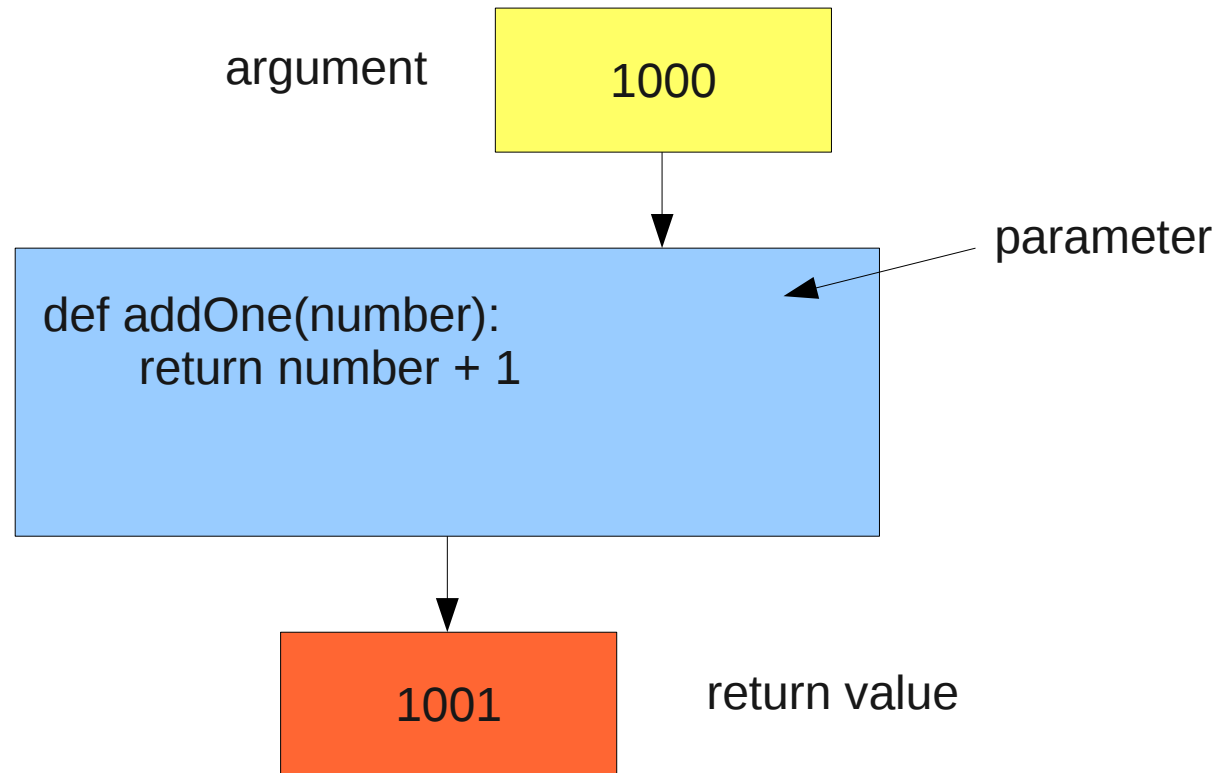 argument
1000
parameter
def addOne(number):
return number + 1
1001
return value